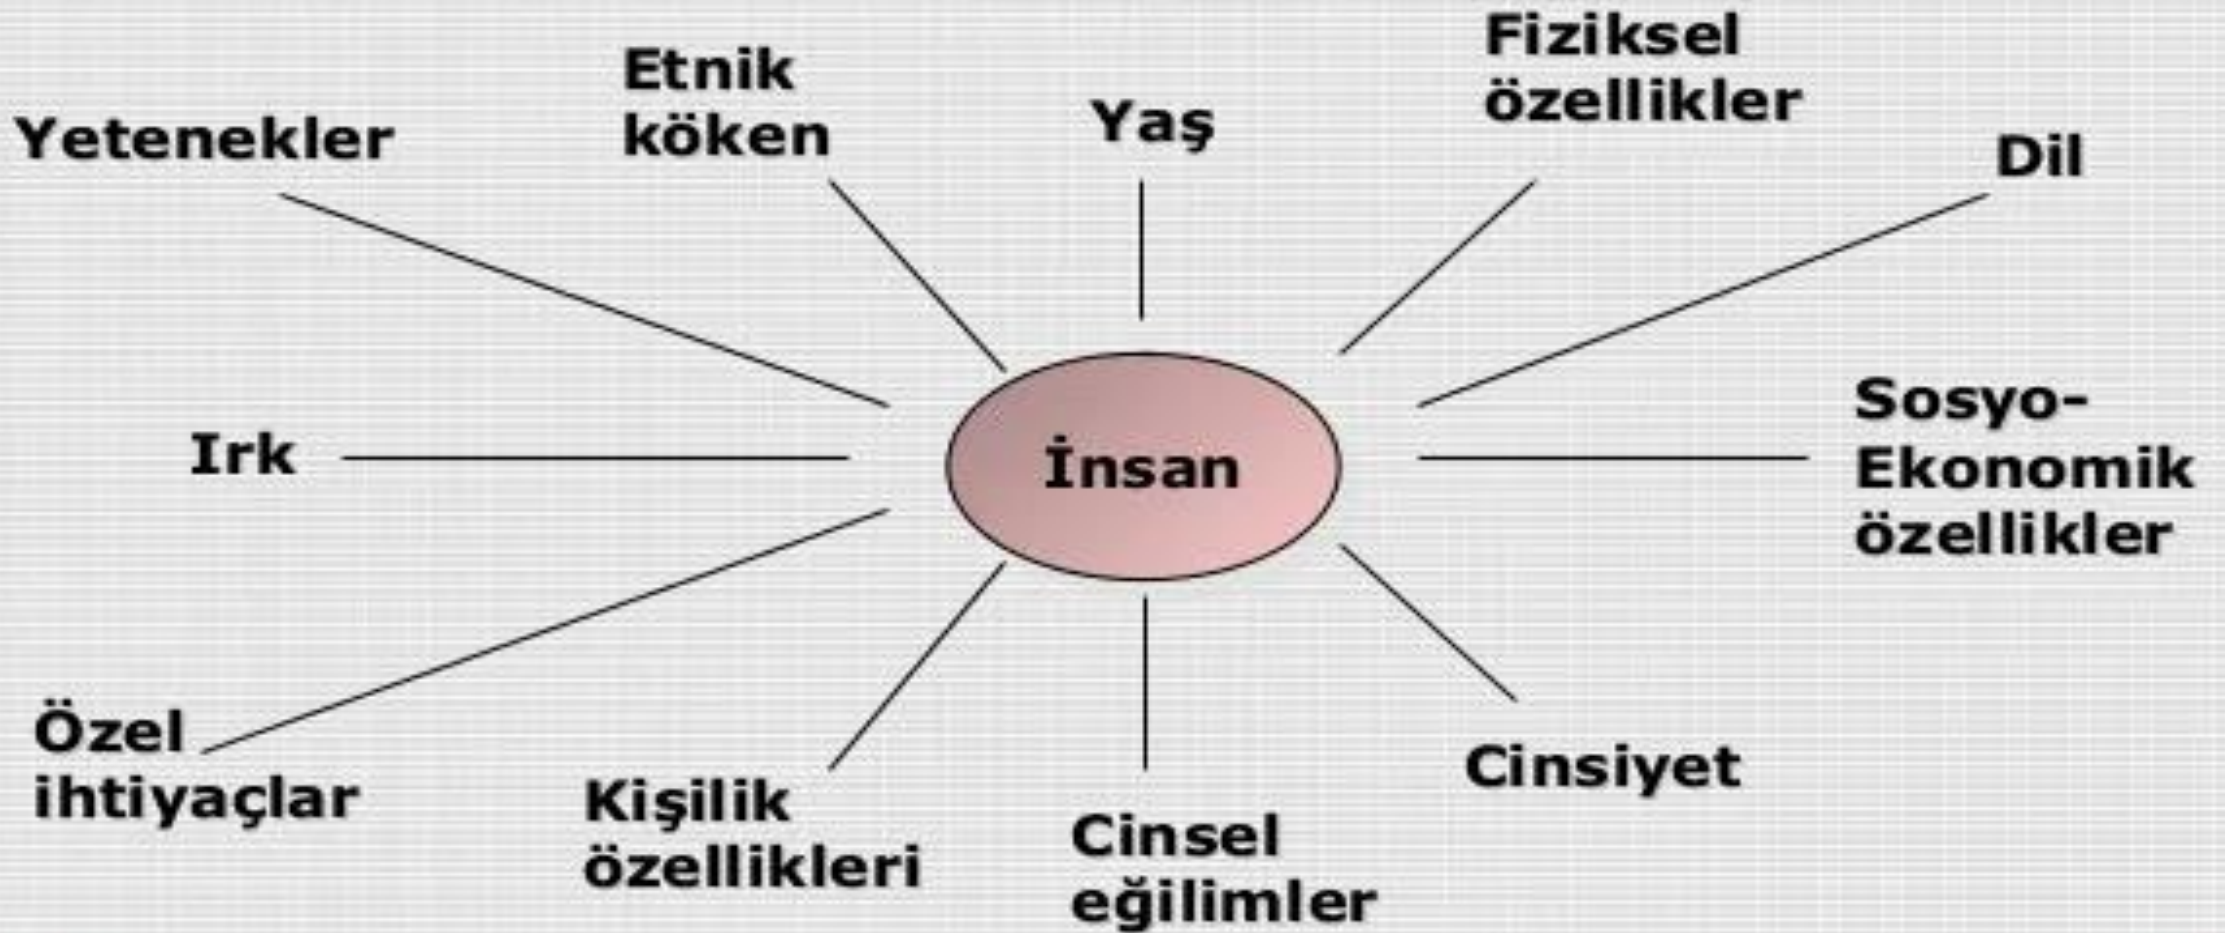 Yetenekler
Etnik
köken
Yaş
Fiziksel
özellikler
Dil
Irk
İnsan
Sosyo-
Ekonomik
özellikler
Özel
ihtiyaçlar
Kişilik
özellikleri
Cinsel
eğilimler
Cinsiyet